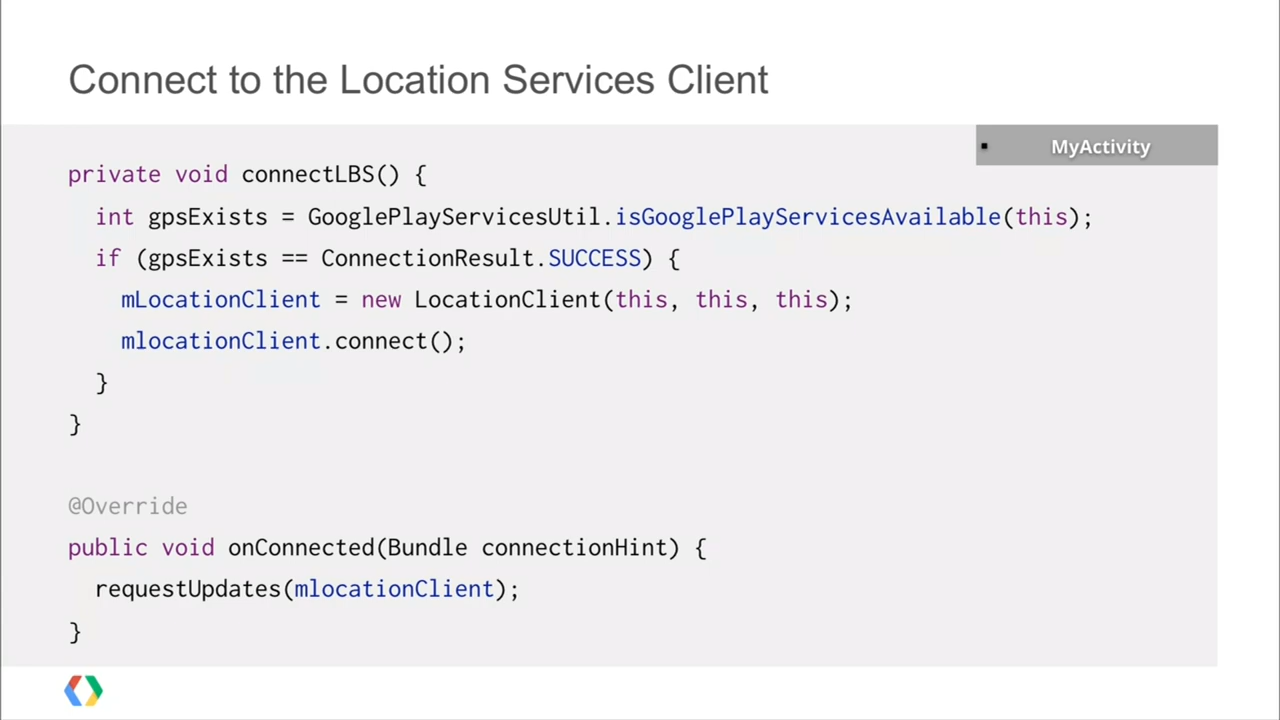 Connect to the Location Services Client
MyActivity
private void connectLBS() {
int gpsExists = GooglePlayServicesUtil.isGooglePlayServicesAvailable(this);
if (gpsExists == ConnectionResult.SUCCESS) {
mLocationClient = new LocationClient(this, this, this);
mlocationClient.connect();
}
}
@Override
public void onConnected(Bundle connectionHint) {
requestUpdates(mlocationClient);
}